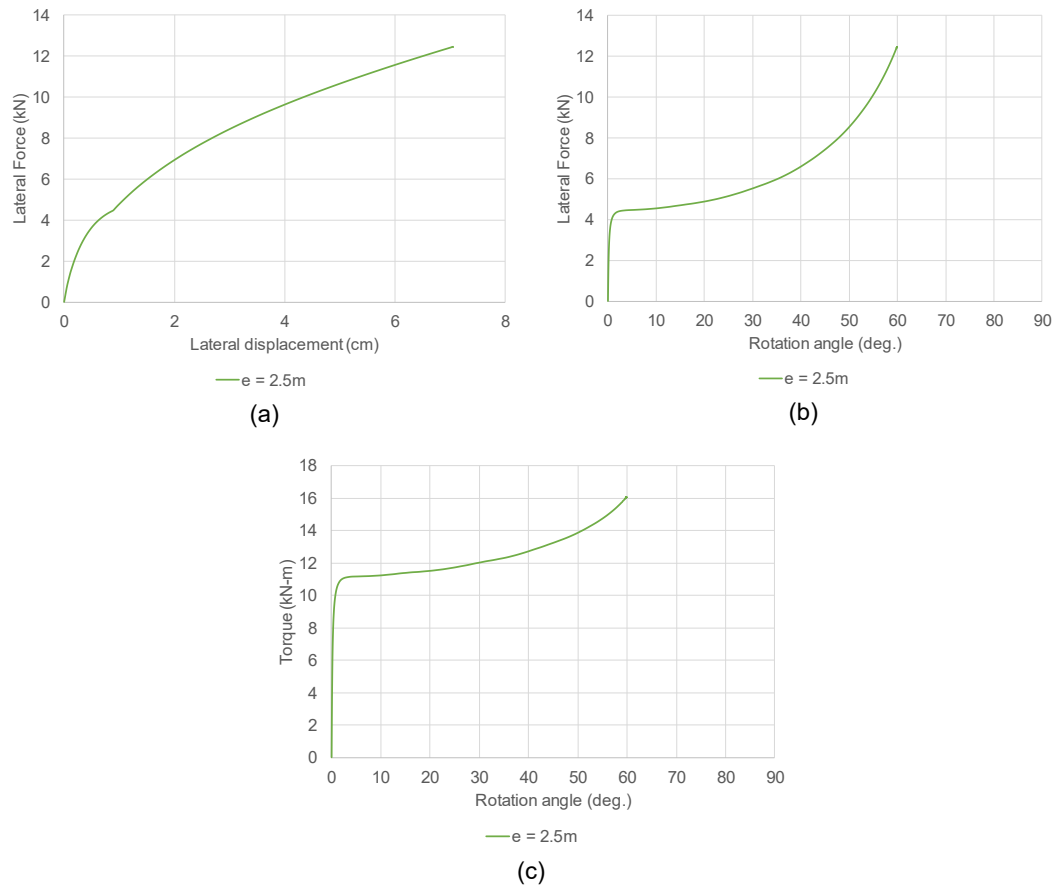 Lateral Force (kN)
14
12
10
8
6
4
2
0
0 2 4 6 8
Lateral displacement (cm)
e = 2.5m
(a)
Lateral Force (kN)
14
12
10
8
6
4
2
0
0 10 20 30 40 50 60 70 80 90
Rotation angle (deg.)
e = 2.5m
(b)
Torque (kN-m)
18
16
14
12
10
8
6
4
2
0
0 10 20 30 40 50 60 70 80 90
Rotation angle (deg.)
e = 2.5m
(c)